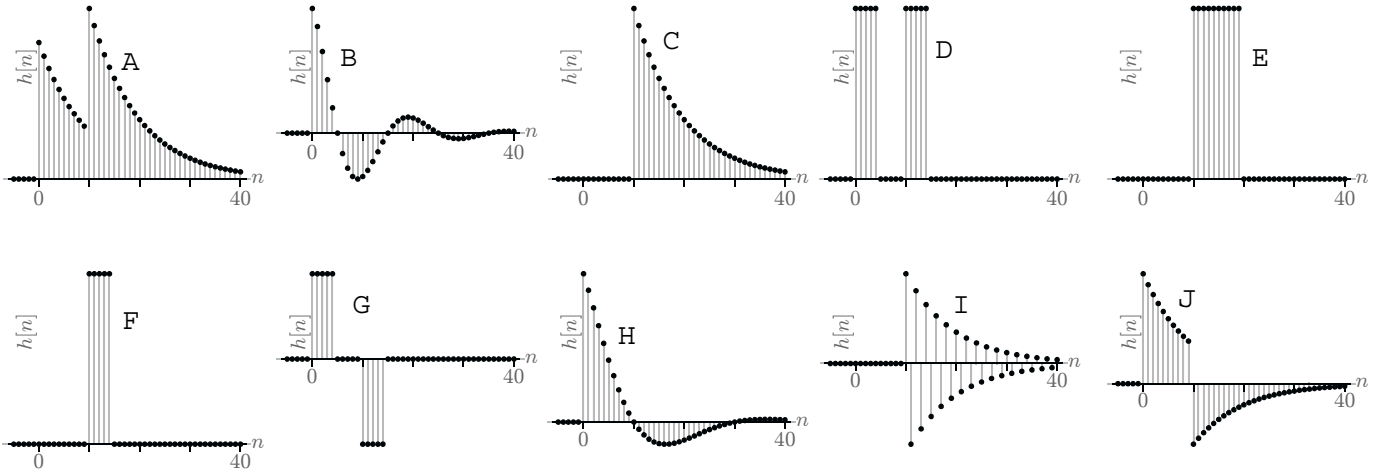 h[n] A n 0 40
h[n] B n 0 40
h[n] C n 0 40
h[n] D n 0 40
h[n] E n 0 40
h[n] F n 0 40
h[n] G n 0 40
h[n] H n 0 40
h[n] I n 0 40
h[n] J n 0 40